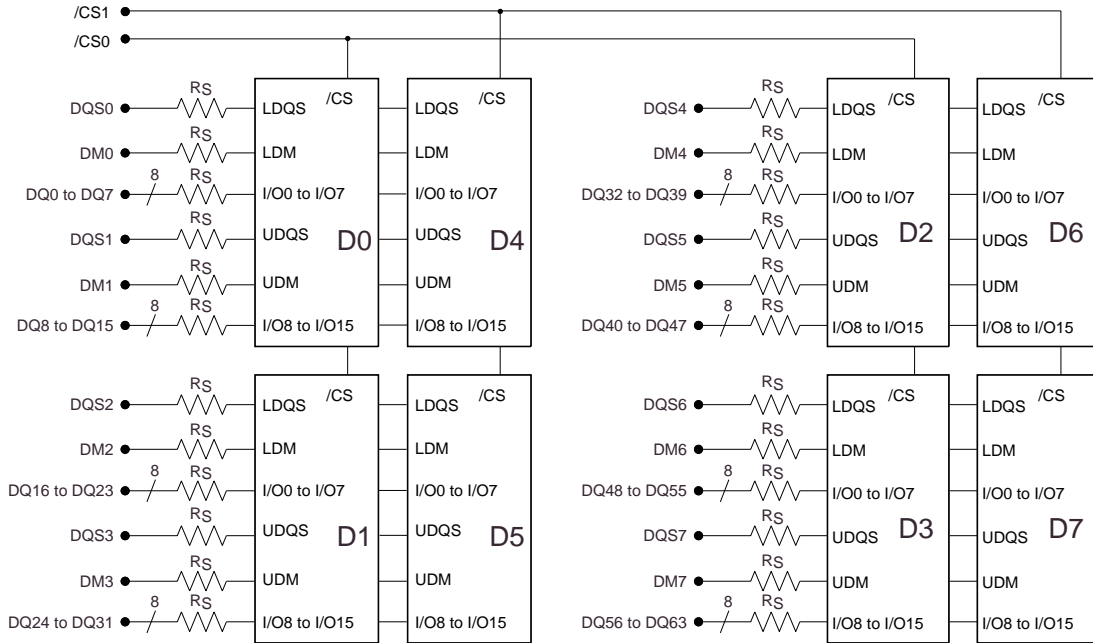 /CS1
/CS0
DQS0 RS LDQS /CS LDQS /CS
DM0 RS LDM LDM
DQ0 to DQ7 8 RS I/O0 to I/O7 I/O0 to I/O7
DQS1 RS UDQS D0 UDQS D4
DM1 RS UDM UDM
DQ8 to DQ15 8 RS I/O8 to I/O15 I/O8 to I/O15
DQS4 RS LDQS /CS LDQS /CS
DM4 RS LDM LDM
DQ32 to DQ39 8 RS I/O0 to I/O7 I/O0 to I/O7
DQS5 RS UDQS D2 UDQS D6
DM5 RS UDM UDM
DQ40 to DQ47 8 RS I/O8 to I/O15 I/O8 to I/O15
DQS2 RS LDQS /CS LDQS /CS
DM2 RS LDM LDM
DQ16 to DQ23 8 RS I/O0 to I/O7 I/O0 to I/O7
DQS3 RS UDQS D1 UDQS D5
DM3 RS UDM UDM
DQ24 to DQ31 8 RS I/O8 to I/O15 I/O8 to I/O15
DQS6 RS LDQS /CS LDQS /CS
DM6 RS LDM LDM
DQ48 to DQ55 8 RS I/O0 to I/O7 I/O0 to I/O7
DQS7 RS UDQS D3 UDQS D7
DM7 RS UDM UDM
DQ56 to DQ63 8 RS I/O8 to I/O15 I/O8 to I/O15